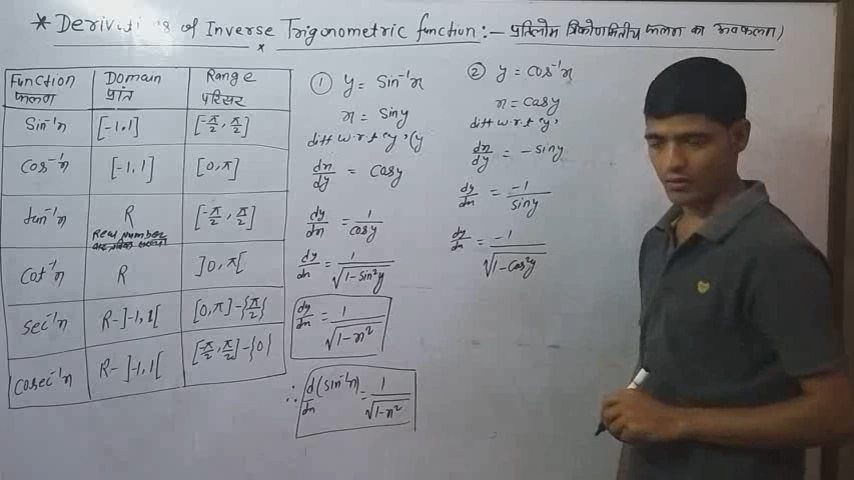 * Derivati s of Inverse Trigonometric function :- प्रतिलोम त्रिकोणमितीय फलन का अवकलन)
Function फलन | Domain प्रांत | Range परिसर
Sin⁻¹x | [-1,1] | [-π/2, π/2]
Cos⁻¹x | [-1,1] | [0,π]
tan⁻¹x | R Real number | [-π/2, π/2]
Cot⁻¹x | R | ]0,π[
sec⁻¹x | R-]-1,1[ | [0,π]-{π/2}
cosec⁻¹x | R-]-1,1[ | [-π/2, π/2]-{0}
① y = Sin⁻¹x
x = Siny
diff w.r.t "y"
dx/dy = Cosy
dy/dx = 1/Cosy
dy/dx = 1/√(1-Sin²y)
dy/dx = 1/√(1-x²)
∴ d/dx (Sin⁻¹x) = 1/√(1-x²)
② y = Cos⁻¹x
x = Cosy
diff w.r.t "y"
dx/dy = -Siny
dy/dx = -1/Siny
dy/dx = -1/√(1-Cos²y)